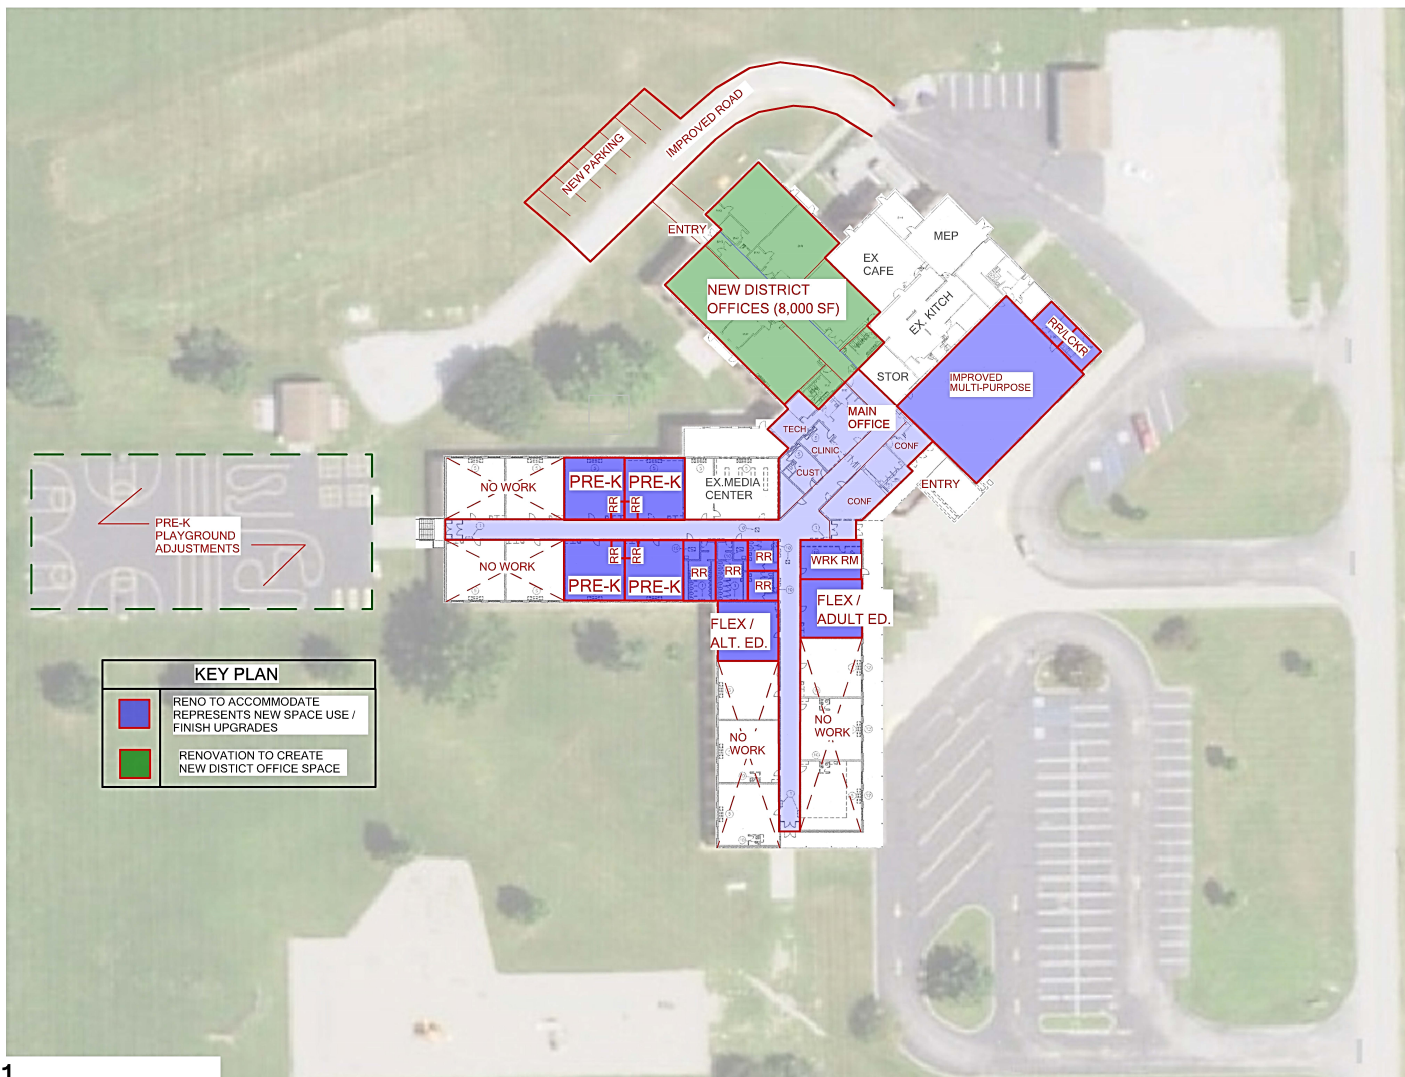 NEW PARKING
IMPROVED ROAD
ENTRY
NEW DISTRICT
OFFICES (8,000 SF)
EX
CAFE
MEP
EX. KITCH
STOR
RR/LCKR
IMPROVED
MULTI-PURPOSE
MAIN
OFFICE
TECH
CLINIC
CUST
CONF
CONF
ENTRY
NO WORK
PRE-K
PRE-K
RR
RR
EX.MEDIA
CENTER
PRE-K
PLAYGROUND
ADJUSTMENTS
NO WORK
RR
RR
PRE-K
PRE-K
RR
RR
RR
RR
WRK RM
FLEX /
ALT. ED.
FLEX /
ADULT ED.
NO
WORK
NO
WORK
KEY PLAN
RENO TO ACCOMMODATE
REPRESENTS NEW SPACE USE /
FINISH UPGRADES
RENOVATION TO CREATE
NEW DISTICT OFFICE SPACE
1